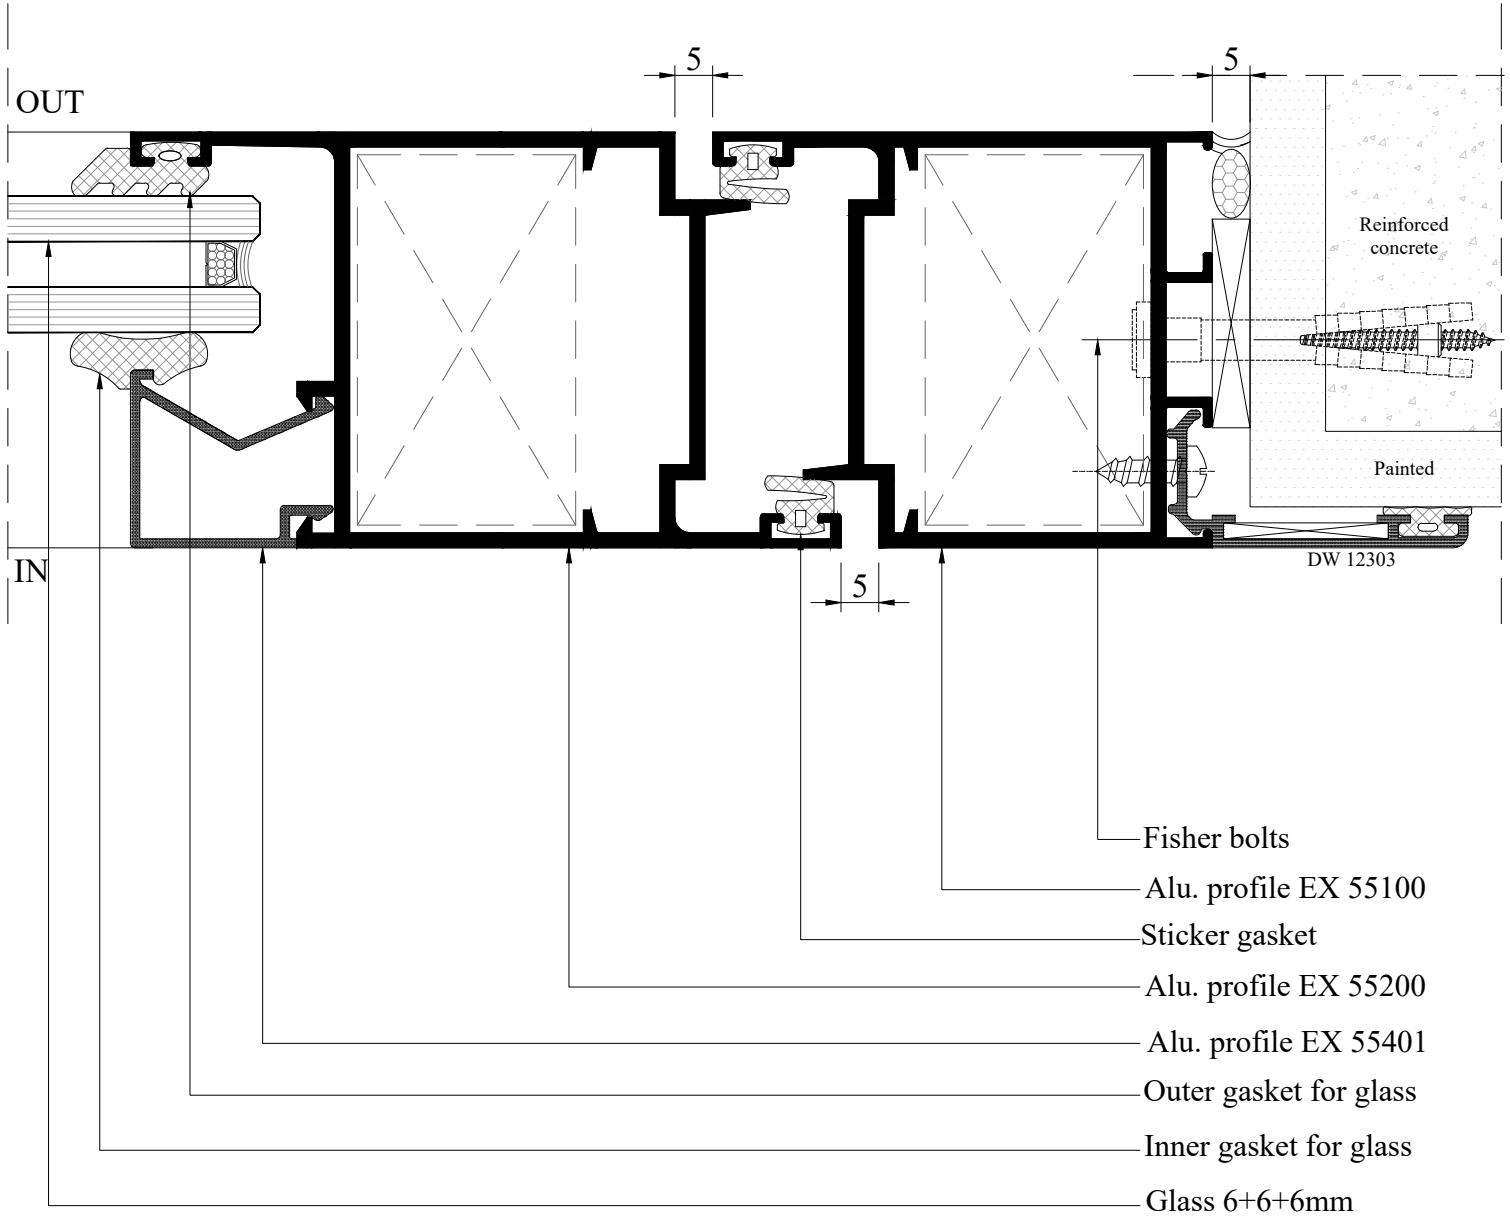 5
5
OUT
Reinforced
concrete
Painted
DW 12303
IN
5
Fisher bolts
Alu. profile EX 55100
Sticker gasket
Alu. profile EX 55200
Alu. profile EX 55401
Outer gasket for glass
Inner gasket for glass
Glass 6+6+6mm